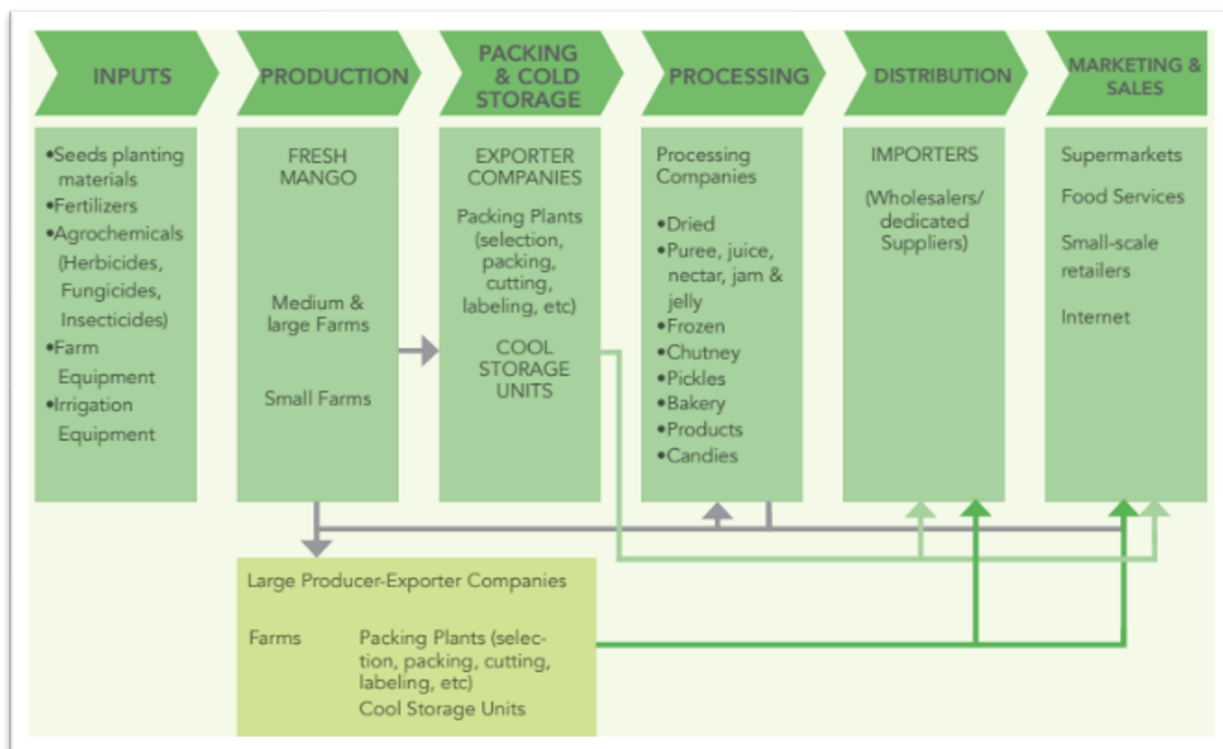 INPUTS
PRODUCTION
PACKING
& COLD
STORAGE
PROCESSING
DISTRIBUTION
MARKETING &
SALES
•Seeds planting
materials
•Fertilizers
•Agrochemicals
(Herbicides,
Fungicides,
Insecticides)
•Farm
Equipment
•Irrigation
Equipment
FRESH
MANGO
Medium &
large Farms
Small Farms
EXPORTER
COMPANIES
Packing Plants
(selection,
packing,
cutting,
labeling, etc)
COOL
STORAGE
UNITS
Processing
Companies
•Dried
•Puree, juice,
nectar, jam &
jelly
•Frozen
•Chutney
•Pickles
•Bakery
•Products
•Candies
IMPORTERS
(Wholesalers/
dedicated
Suppliers)
Supermarkets
Food Services
Small-scale
retailers
Internet
Large Producer-Exporter Companies
Farms
Packing Plants (selec-
tion, packing, cutting,
labeling, etc)
Cool Storage Units